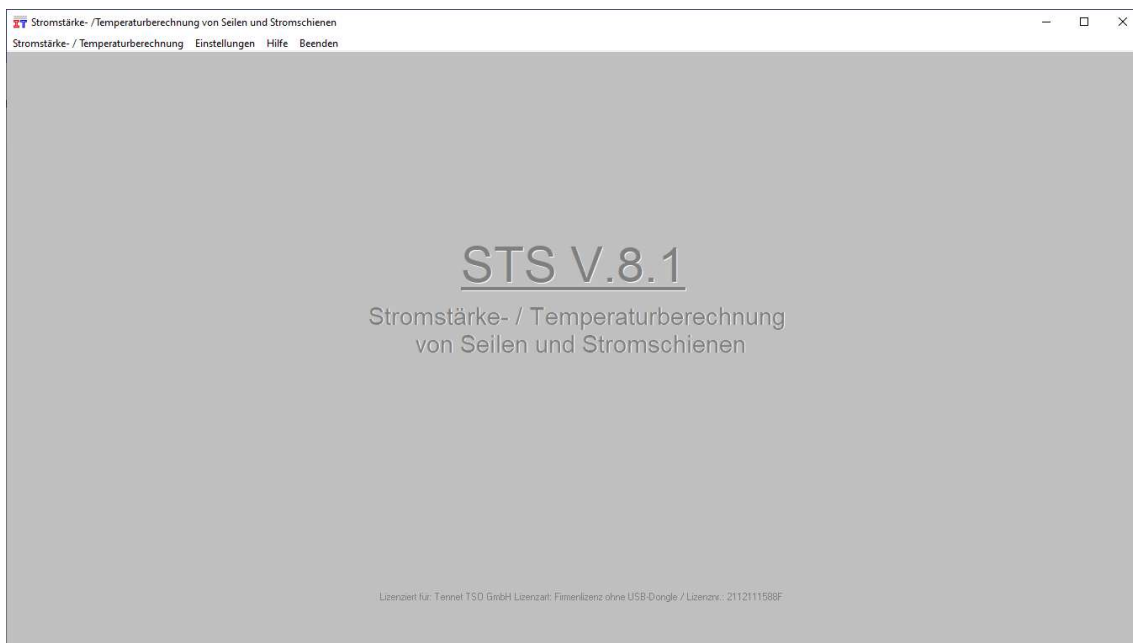 Stromstärke- /Temperaturberechnung von Seilen und Stromschienen
Stromstärke- / Temperaturberechnung Einstellungen Hilfe Beenden
STS V.8.1
Stromstärke- / Temperaturberechnung
von Seilen und Stromschienen
Lizenziert für: Tennet TSO GmbH Lizenzart: Firmenlizenz ohne USB-Dongle / Lizenznr.: 2112111588F